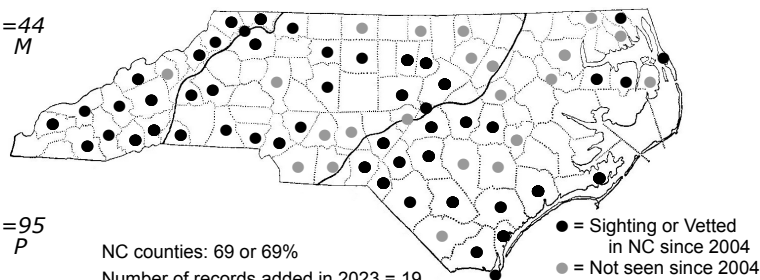 =44
M
=95
P
NC counties: 69 or 69%
Number of records added in 2023 = 19
= Sighting or Vetted
in NC since 2004
= Not seen since 2004